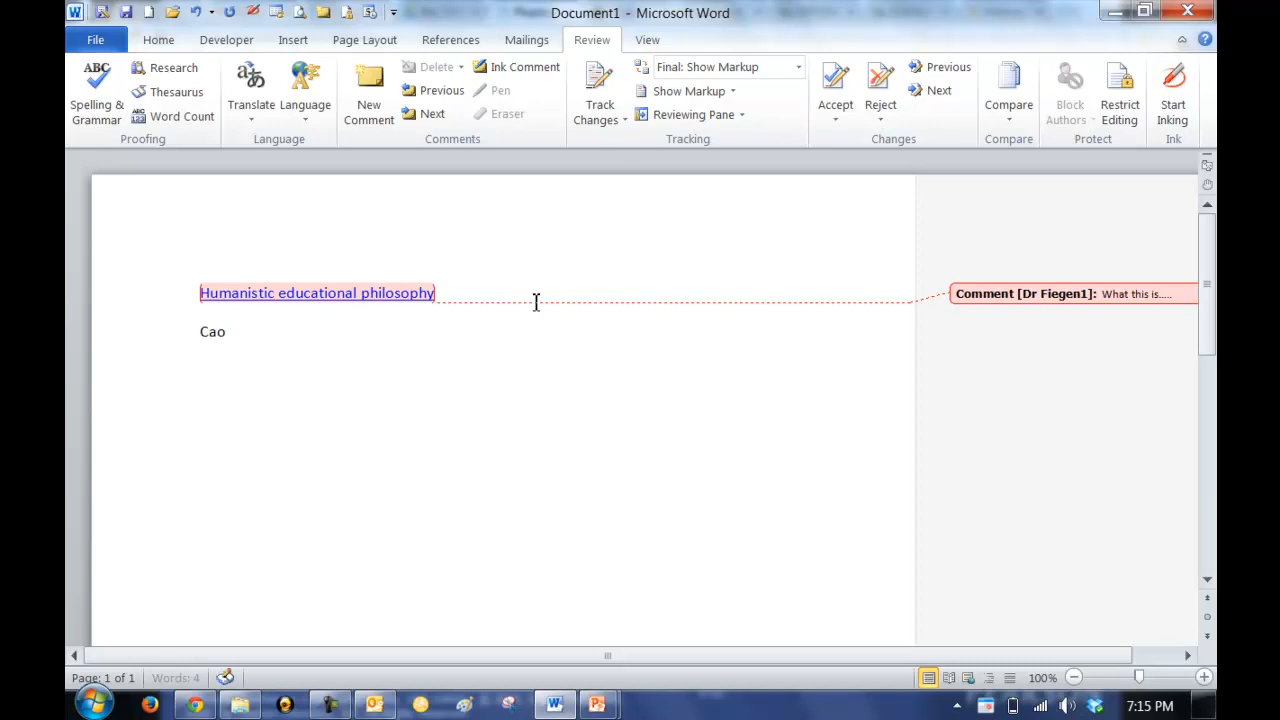 Document1 - Microsoft Word
File Home Developer Insert Page Layout References Mailings Review View
ABC
Spelling & Grammar
Research
Thesaurus
ABC 123 Word Count
Proofing
Translate
Language
Language
New Comment
Delete
Previous
Next
Ink Comment
Pen
Eraser
Comments
Track Changes
Final: Show Markup
Show Markup
Reviewing Pane
Tracking
Accept
Reject
Previous
Next
Changes
Compare
Compare
Block Authors
Restrict Editing
Protect
Start Inking
Ink
Humanistic educational philosophy
Comment [Dr Fiegen1]: What this is.....
Cao
Page: 1 of 1 Words: 4 100%
7:15 PM